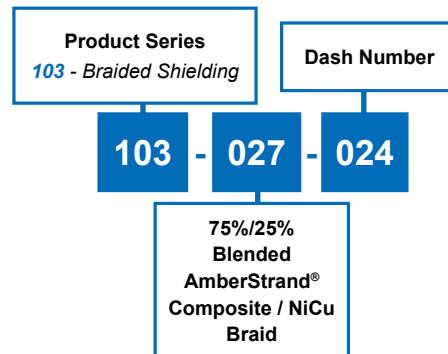 Product Series
103 - Braided Shielding
Dash Number
103 - 027 - 024
75%/25%
Blended
AmberStrand®
Composite / NiCu
Braid